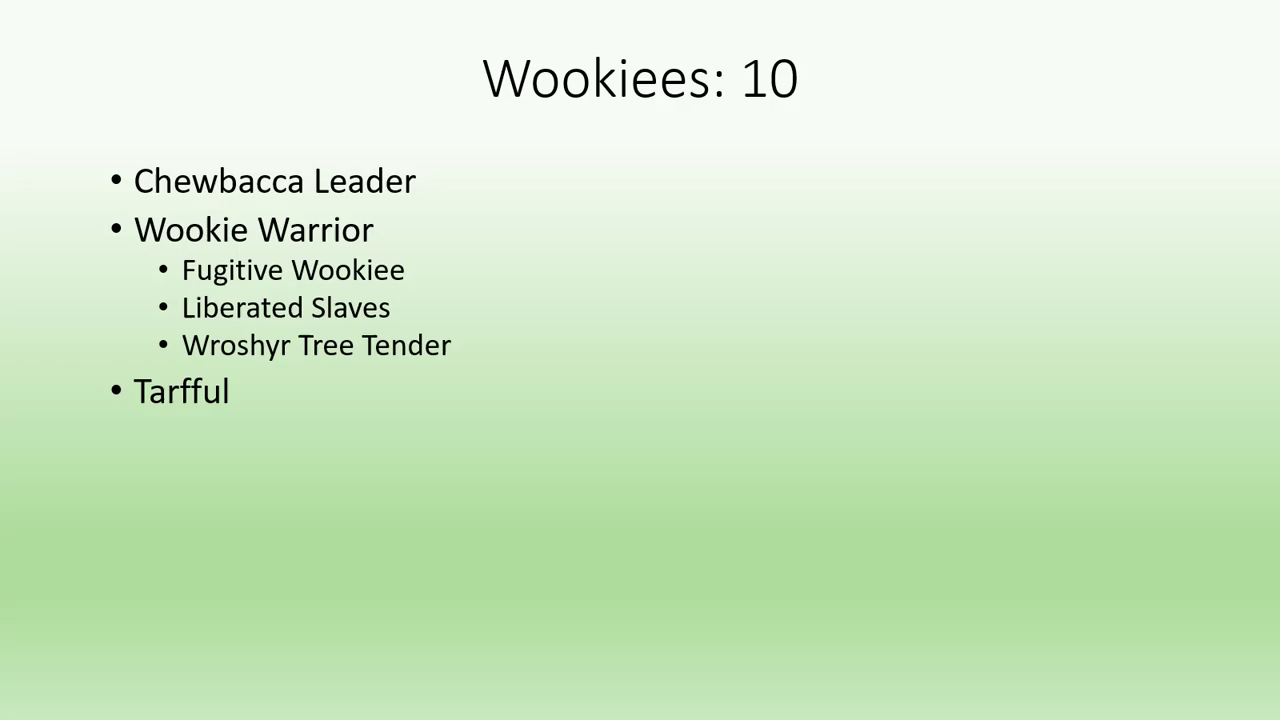 Wookiees: 10
• Chewbacca Leader
• Wookie Warrior
• Fugitive Wookiee
• Liberated Slaves
• Wroshyr Tree Tender
• Tarfful